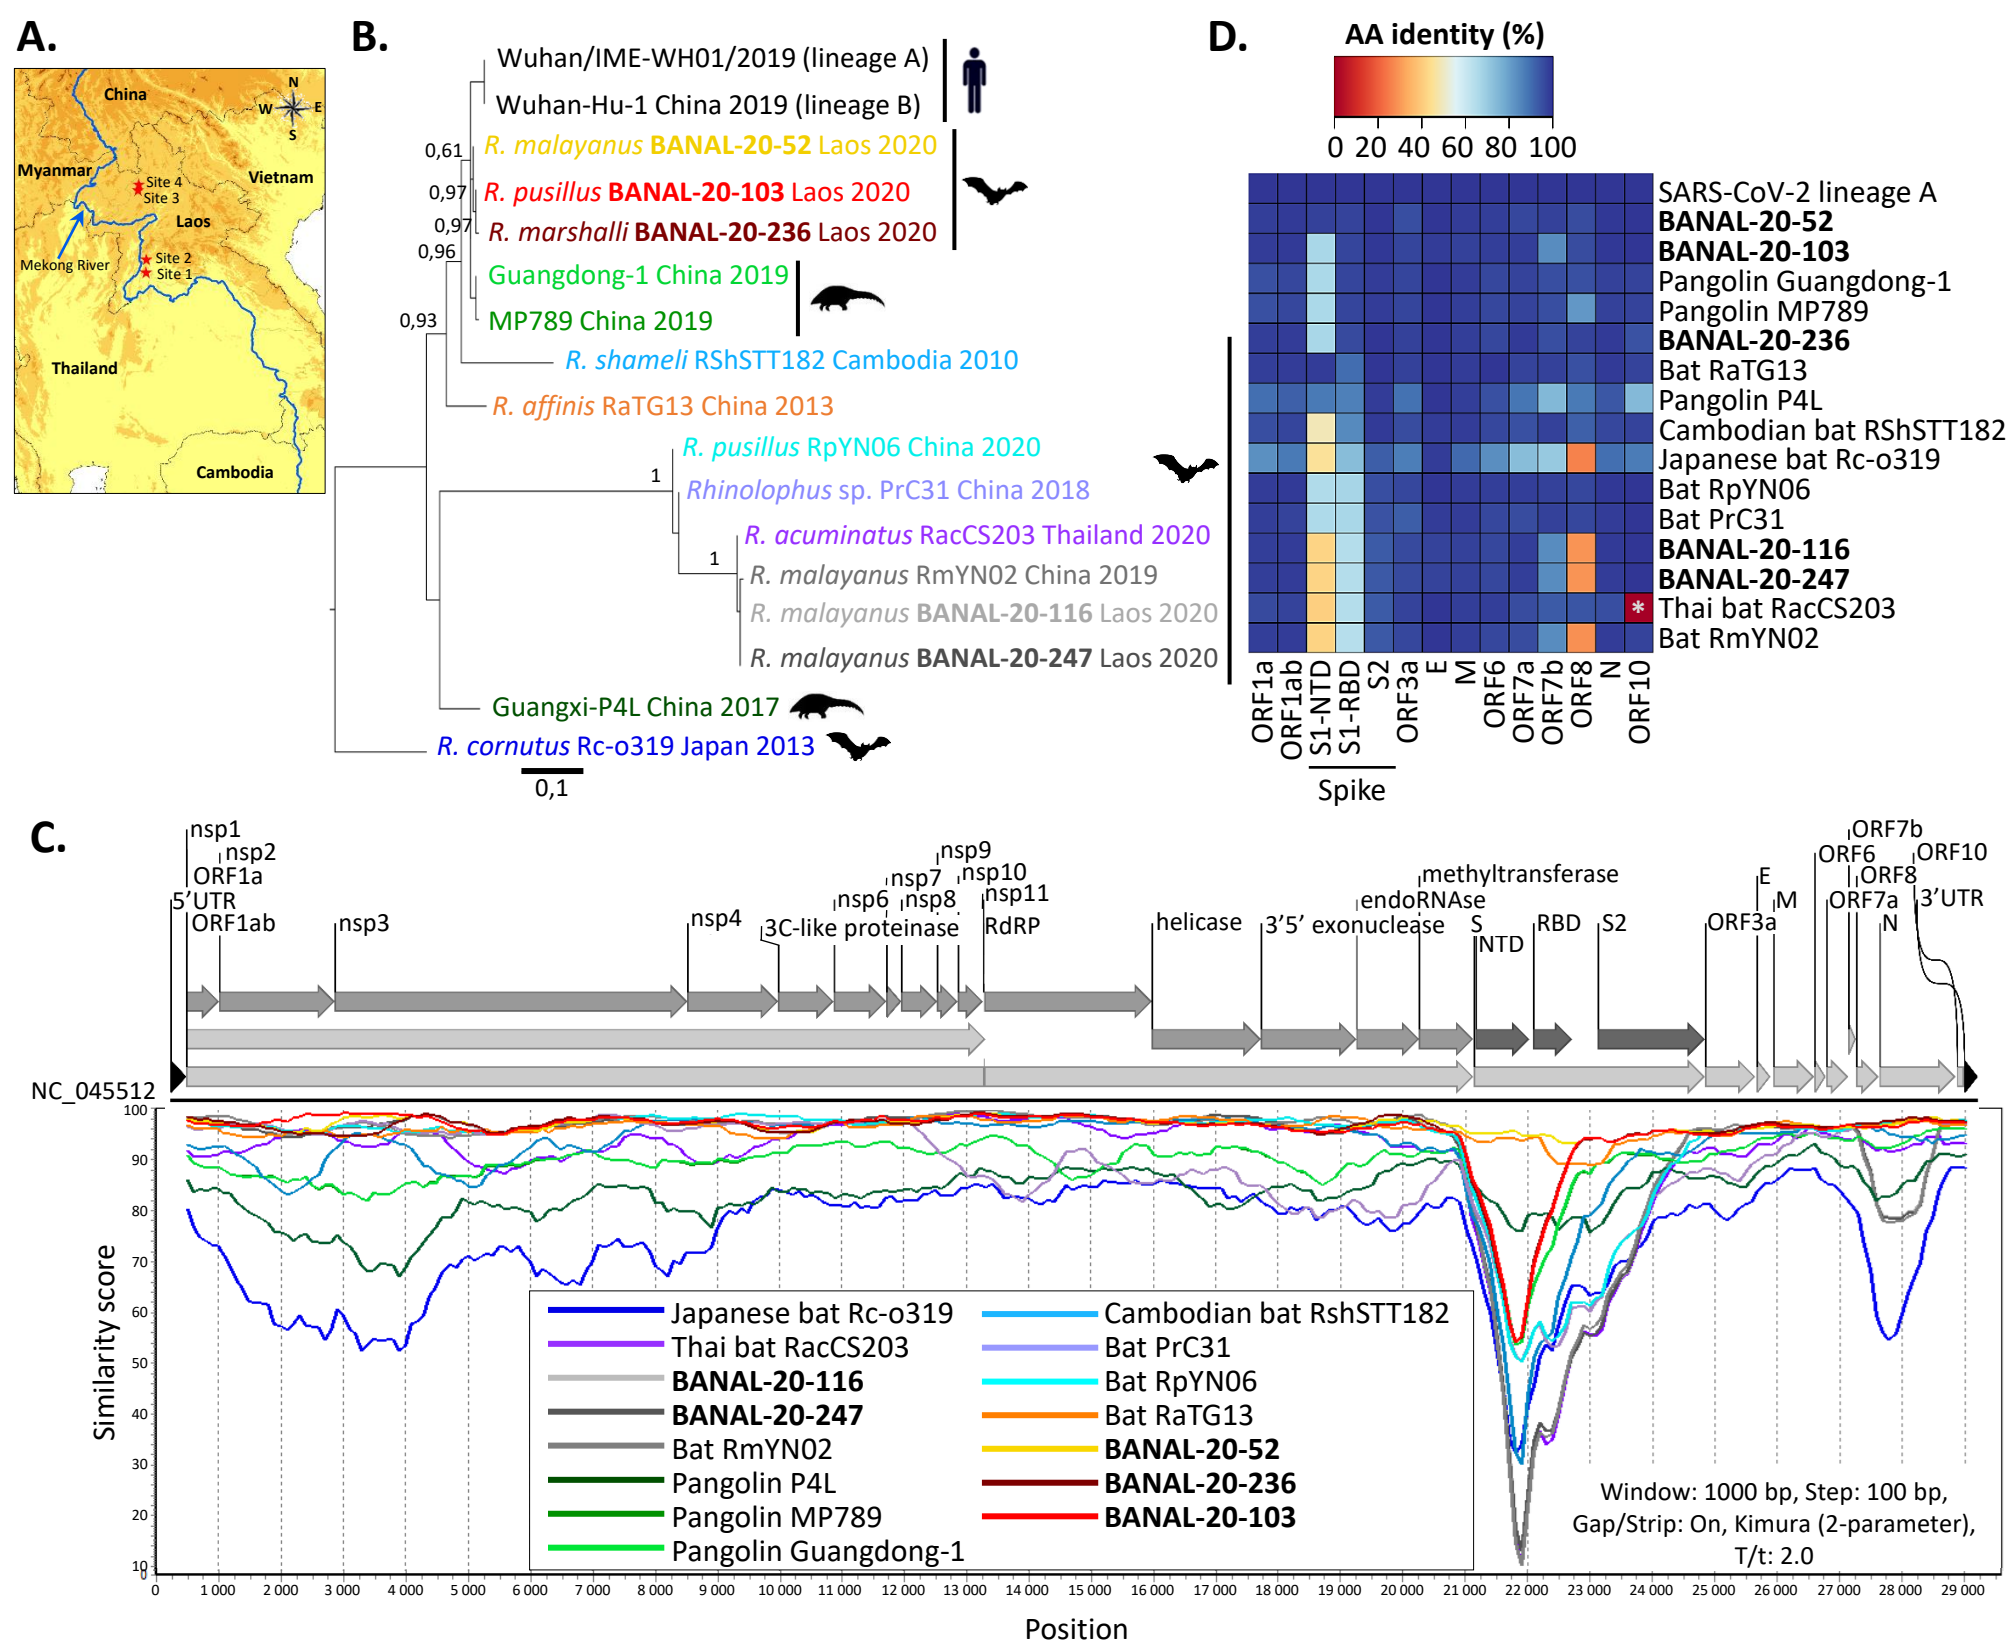 A.
China
N
W
E
S
Myanmar
Vietnam
Site 4
Site 3
Laos
Mekong River
Site 2
Site 1
Thailand
Cambodia
B.
Wuhan/IME-WH01/2019 (lineage A)
Wuhan-Hu-1 China 2019 (lineage B)
R. malayanus BANAL-20-52 Laos 2020
R. pusillus BANAL-20-103 Laos 2020
R. marshalli BANAL-20-236 Laos 2020
Guangdong-1 China 2019
MP789 China 2019
R. shameli RShSTT182 Cambodia 2010
R. affinis RaTG13 China 2013
R. pusillus RpYN06 China 2020
Rhinolophus sp. PrC31 China 2018
R. acuminatus RacCS203 Thailand 2020
R. malayanus RmYN02 China 2019
R. malayanus BANAL-20-116 Laos 2020
R. malayanus BANAL-20-247 Laos 2020
Guangxi-P4L China 2017
R. cornutus Rc-o319 Japan 2013
0,61
0,97
0,97
0,96
0,93
1
1
0,1
D.
AA identity (%)
0 20 40 60 80 100
SARS-CoV-2 lineage A
BANAL-20-52
BANAL-20-103
Pangolin Guangdong-1
Pangolin MP789
BANAL-20-236
Bat RaTG13
Pangolin P4L
Cambodian bat RShSTT182
Japanese bat Rc-o319
Bat RpYN06
Bat PrC31
BANAL-20-116
BANAL-20-247
Thai bat RacCS203
*
Bat RmYN02
ORF1a
ORF1ab
S1-NTD
S1-RBD
S2
ORF3a
E
M
ORF6
ORF7a
ORF7b
ORF8
N
ORF10
Spike
C.
nsp1
nsp2
ORF1a
5'UTR
ORF1ab
nsp3
nsp4
3C-like proteinase
nsp6
nsp7
nsp8
nsp9
nsp10
nsp11
RdRP
helicase
3'5' exonuclease
endoRNAse
methyltransferase
S
NTD
RBD
S2
ORF3a
E
M
ORF6
ORF7a
ORF7b
ORF8
N
ORF10
3'UTR
NC_045512
Similarity score
100
90
80
70
60
50
40
30
20
10
0
Japanese bat Rc-o319
Thai bat RacCS203
BANAL-20-116
BANAL-20-247
Bat RmYN02
Pangolin P4L
Pangolin MP789
Pangolin Guangdong-1
Cambodian bat RshSTT182
Bat PrC31
Bat RpYN06
Bat RaTG13
BANAL-20-52
BANAL-20-236
BANAL-20-103
Window: 1000 bp, Step: 100 bp,
Gap/Strip: On, Kimura (2-parameter),
T/t: 2.0
0 1 000 2 000 3 000 4 000 5 000 6 000 7 000 8 000 9 000 10 000 11 000 12 000 13 000 14 000 15 000 16 000 17 000 18 000 19 000 20 000 21 000 22 000 23 000 24 000 25 000 26 000 27 000 28 000 29 000
Position